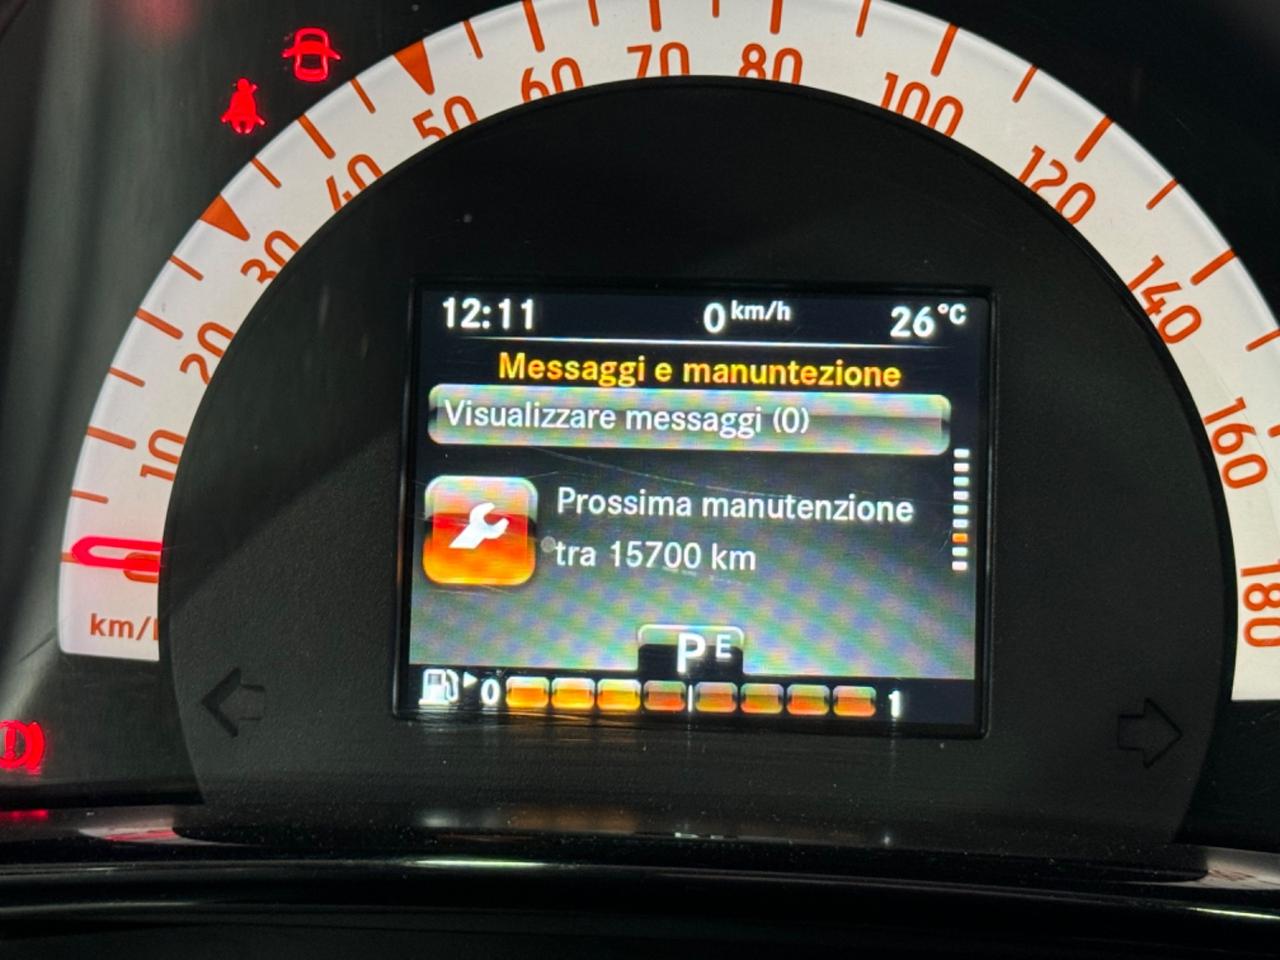 10
20
30
40
50
60
70
80
100
120
140
160
180
km/
12:11
0 km/h
26°C
Messaggi e manuntezione
Visualizzare messaggi (0)
Prossima manutenzione
tra 15700 km
P E
0
1